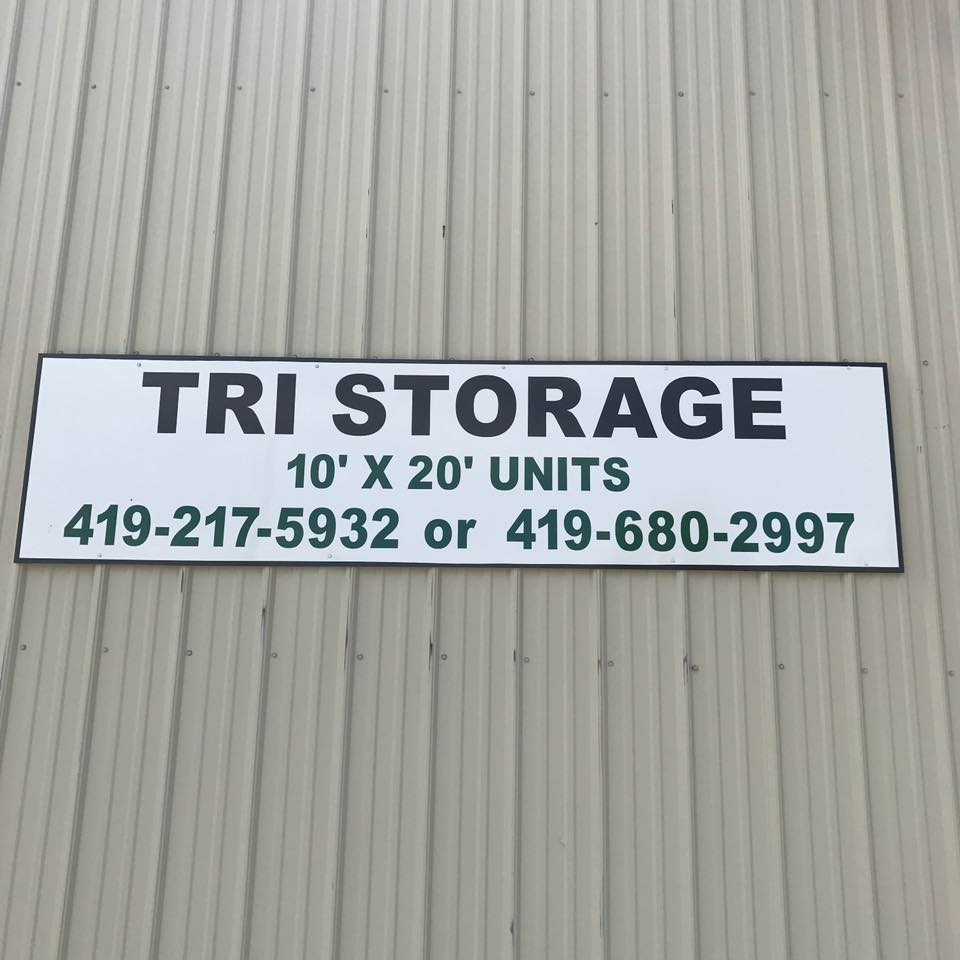 TRI STORAGE
10' X 20' UNITS
419-217-5932 or 419-680-2997